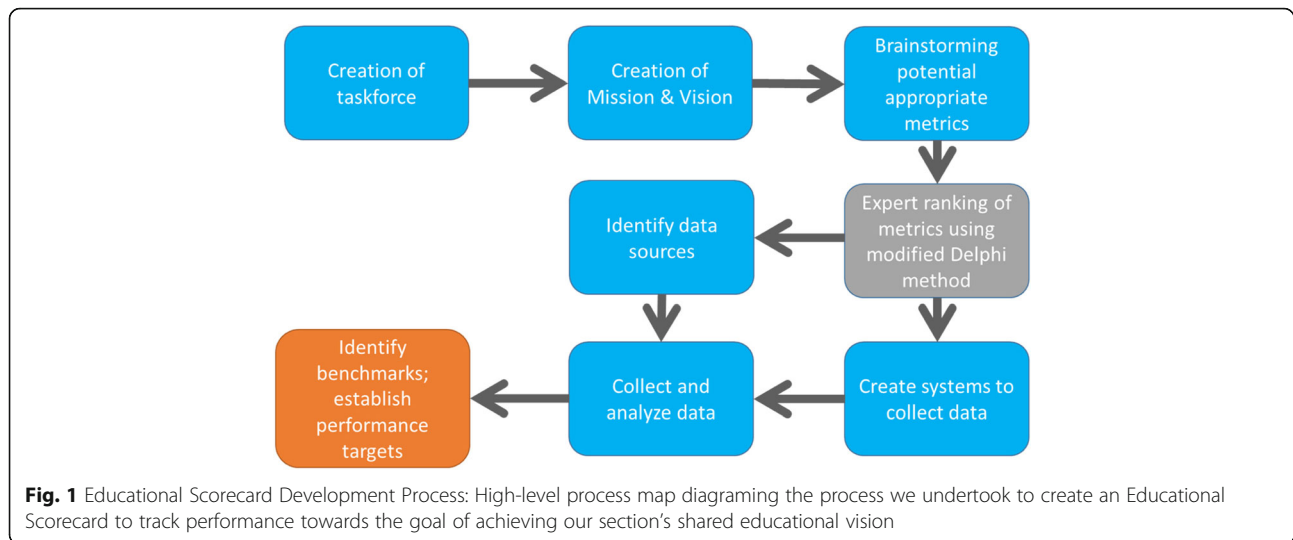 Creation of
taskforce
Creation of
Mission & Vision
Brainstorming
potential
appropriate
metrics
Expert ranking of
metrics using
modified Delphi
method
Identify data
sources
Create systems to
collect data
Collect and
analyze data
Identify
benchmarks;
establish
performance
targets
Fig. 1 Educational Scorecard Development Process: High-level process map diagraming the process we undertook to create an Educational
Scorecard to track performance towards the goal of achieving our section's shared educational vision